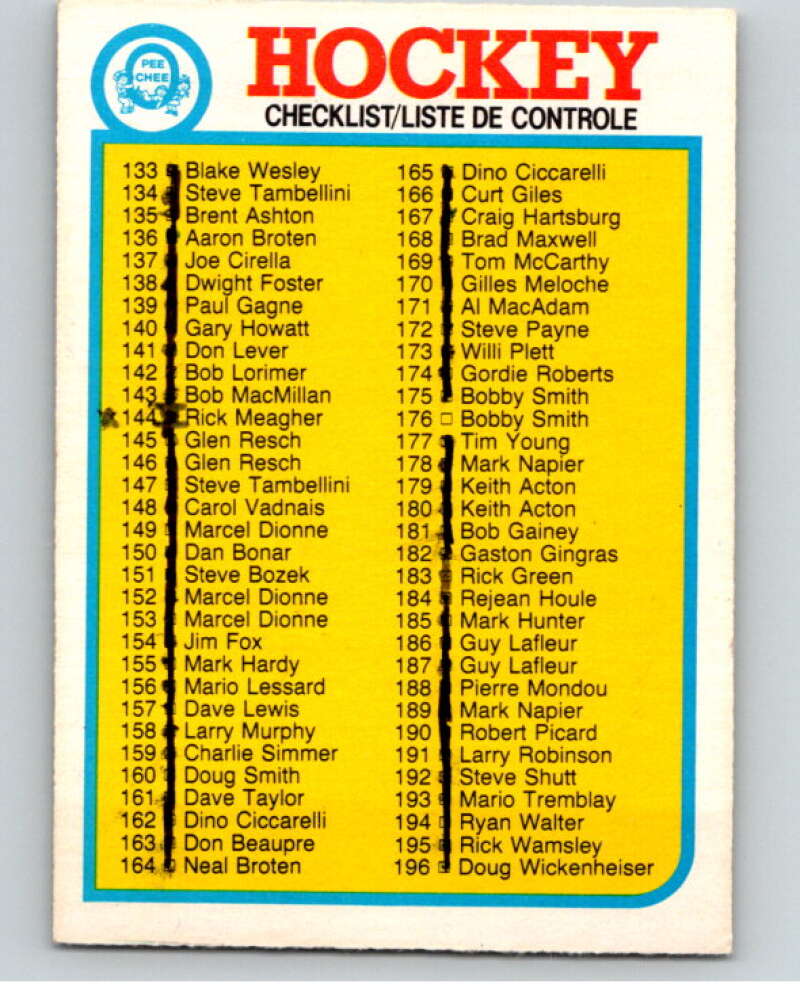 PEE
CHEE
HOCKEY
CHECKLIST/LISTE DE CONTROLE
133 Blake Wesley
134 Steve Tambellini
135 Brent Ashton
136 Aaron Broten
137 Joe Cirella
138 Dwight Foster
139 Paul Gagne
140 Gary Howatt
141 Don Lever
142 Bob Lorimer
143 Bob MacMillan
144 Rick Meagher
145 Glen Resch
146 Glen Resch
147 Steve Tambellini
148 Carol Vadnais
149 Marcel Dionne
150 Dan Bonar
151 Steve Bozek
152 Marcel Dionne
153 Marcel Dionne
154 Jim Fox
155 Mark Hardy
156 Mario Lessard
157 Dave Lewis
158 Larry Murphy
159 Charlie Simmer
160 Doug Smith
161 Dave Taylor
162 Dino Ciccarelli
163 Don Beaupre
164 Neal Broten
165 Dino Ciccarelli
166 Curt Giles
167 Craig Hartsburg
168 Brad Maxwell
169 Tom McCarthy
170 Gilles Meloche
171 Al MacAdam
172 Steve Payne
173 Willi Plett
174 Gordie Roberts
175 Bobby Smith
176 Bobby Smith
177 Tim Young
178 Mark Napier
179 Keith Acton
180 Keith Acton
181 Bob Gainey
182 Gaston Gingras
183 Rick Green
184 Rejean Houle
185 Mark Hunter
186 Guy Lafleur
187 Guy Lafleur
188 Pierre Mondou
189 Mark Napier
190 Robert Picard
191 Larry Robinson
192 Steve Shutt
193 Mario Tremblay
194 Ryan Walter
195 Rick Wamsley
196 Doug Wickenheiser